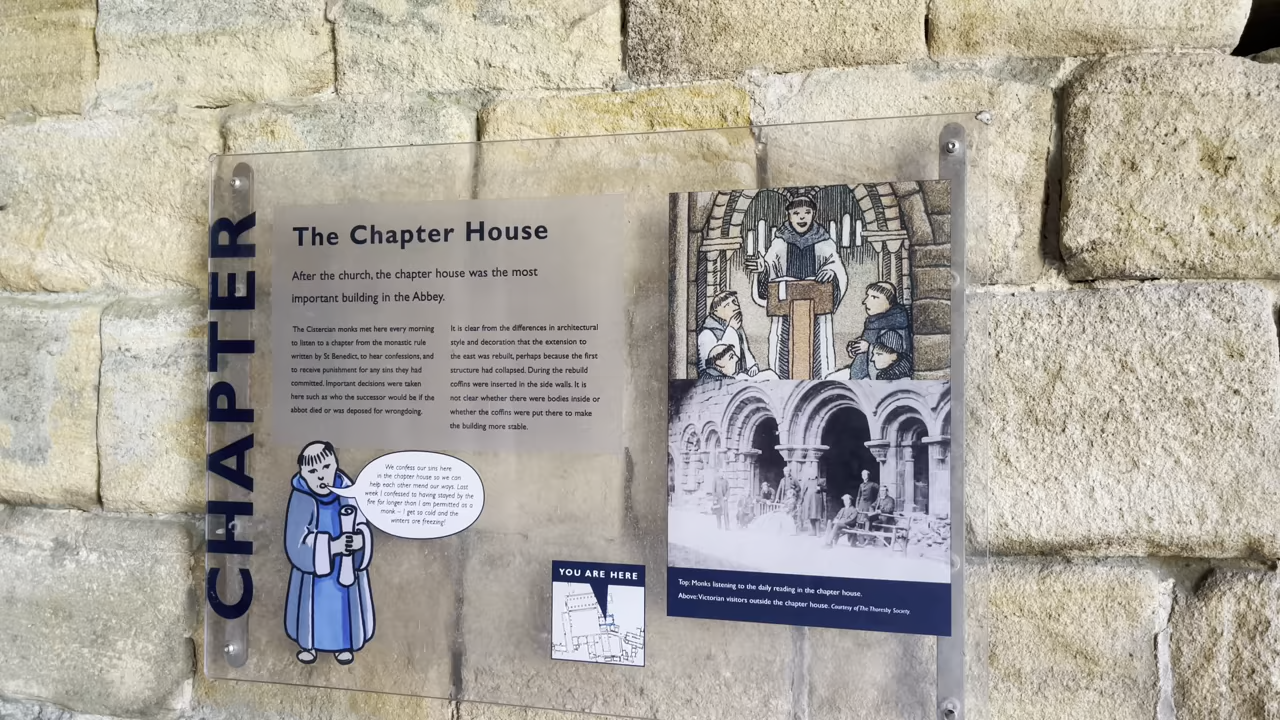 CHAPTER
The Chapter House
After the church, the chapter house was the most
important building in the Abbey.
The Cistercian monks met here every morning
to listen to a chapter from the monastic rule
written by St Benedict, to hear confessions, and
to receive punishment for any sins they had
committed. Important decisions were taken
here such as who the successor would be if the
abbot died or was deposed for wrongdoing.
It is clear from the differences in architectural
style and decoration that the extension to
the east was rebuilt, perhaps because the first
structure had collapsed. During the rebuild
coffins were inserted in the side walls. It is
not clear whether there were bodies inside or
whether the coffins were put there to make
the building more stable.
We confess our sins here
in the chapter house so we can
help each other mend our ways. Last
week I confessed to having stayed by the
fire for longer than I am permitted as a
monk – I get so cold and the
winters are freezing!
YOU ARE HERE
Top: Monks listening to the daily reading in the chapter house.
Above: Victorian visitors outside the chapter house. Courtesy of The Thoresby Society.